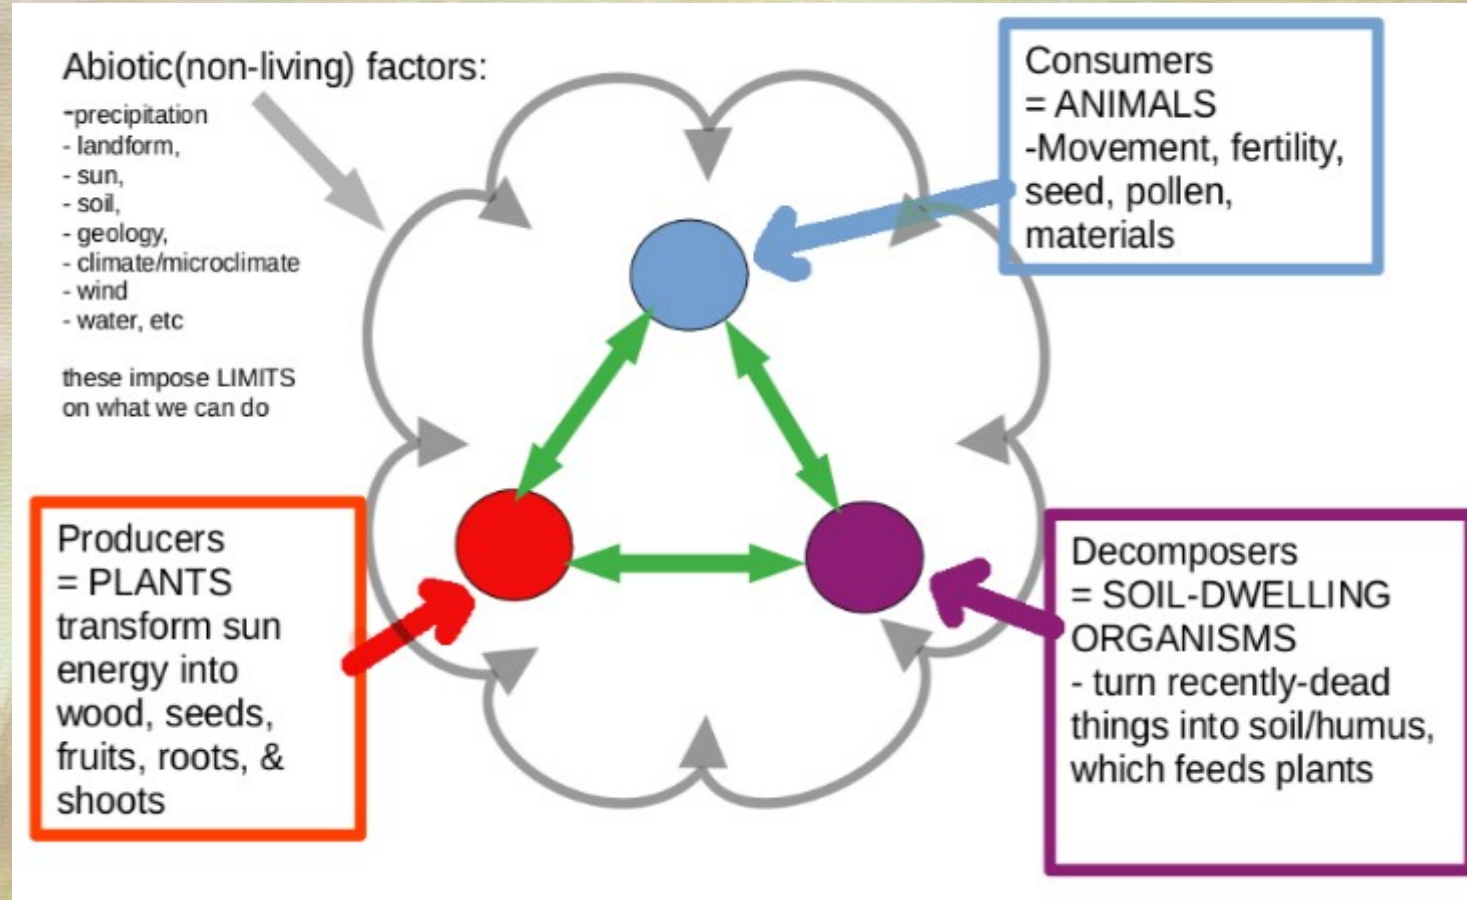 Abiotic(non-living) factors:
-precipitation
- landform,
- sun,
- soil,
- geology,
- climate/microclimate
- wind
- water, etc
these impose LIMITS
on what we can do
Consumers
= ANIMALS
-Movement, fertility,
seed, pollen,
materials
Producers
= PLANTS
transform sun
energy into
wood, seeds,
fruits, roots, &
shoots
Decomposers
= SOIL-DWELLING
ORGANISMS
- turn recently-dead
things into soil/humus,
which feeds plants